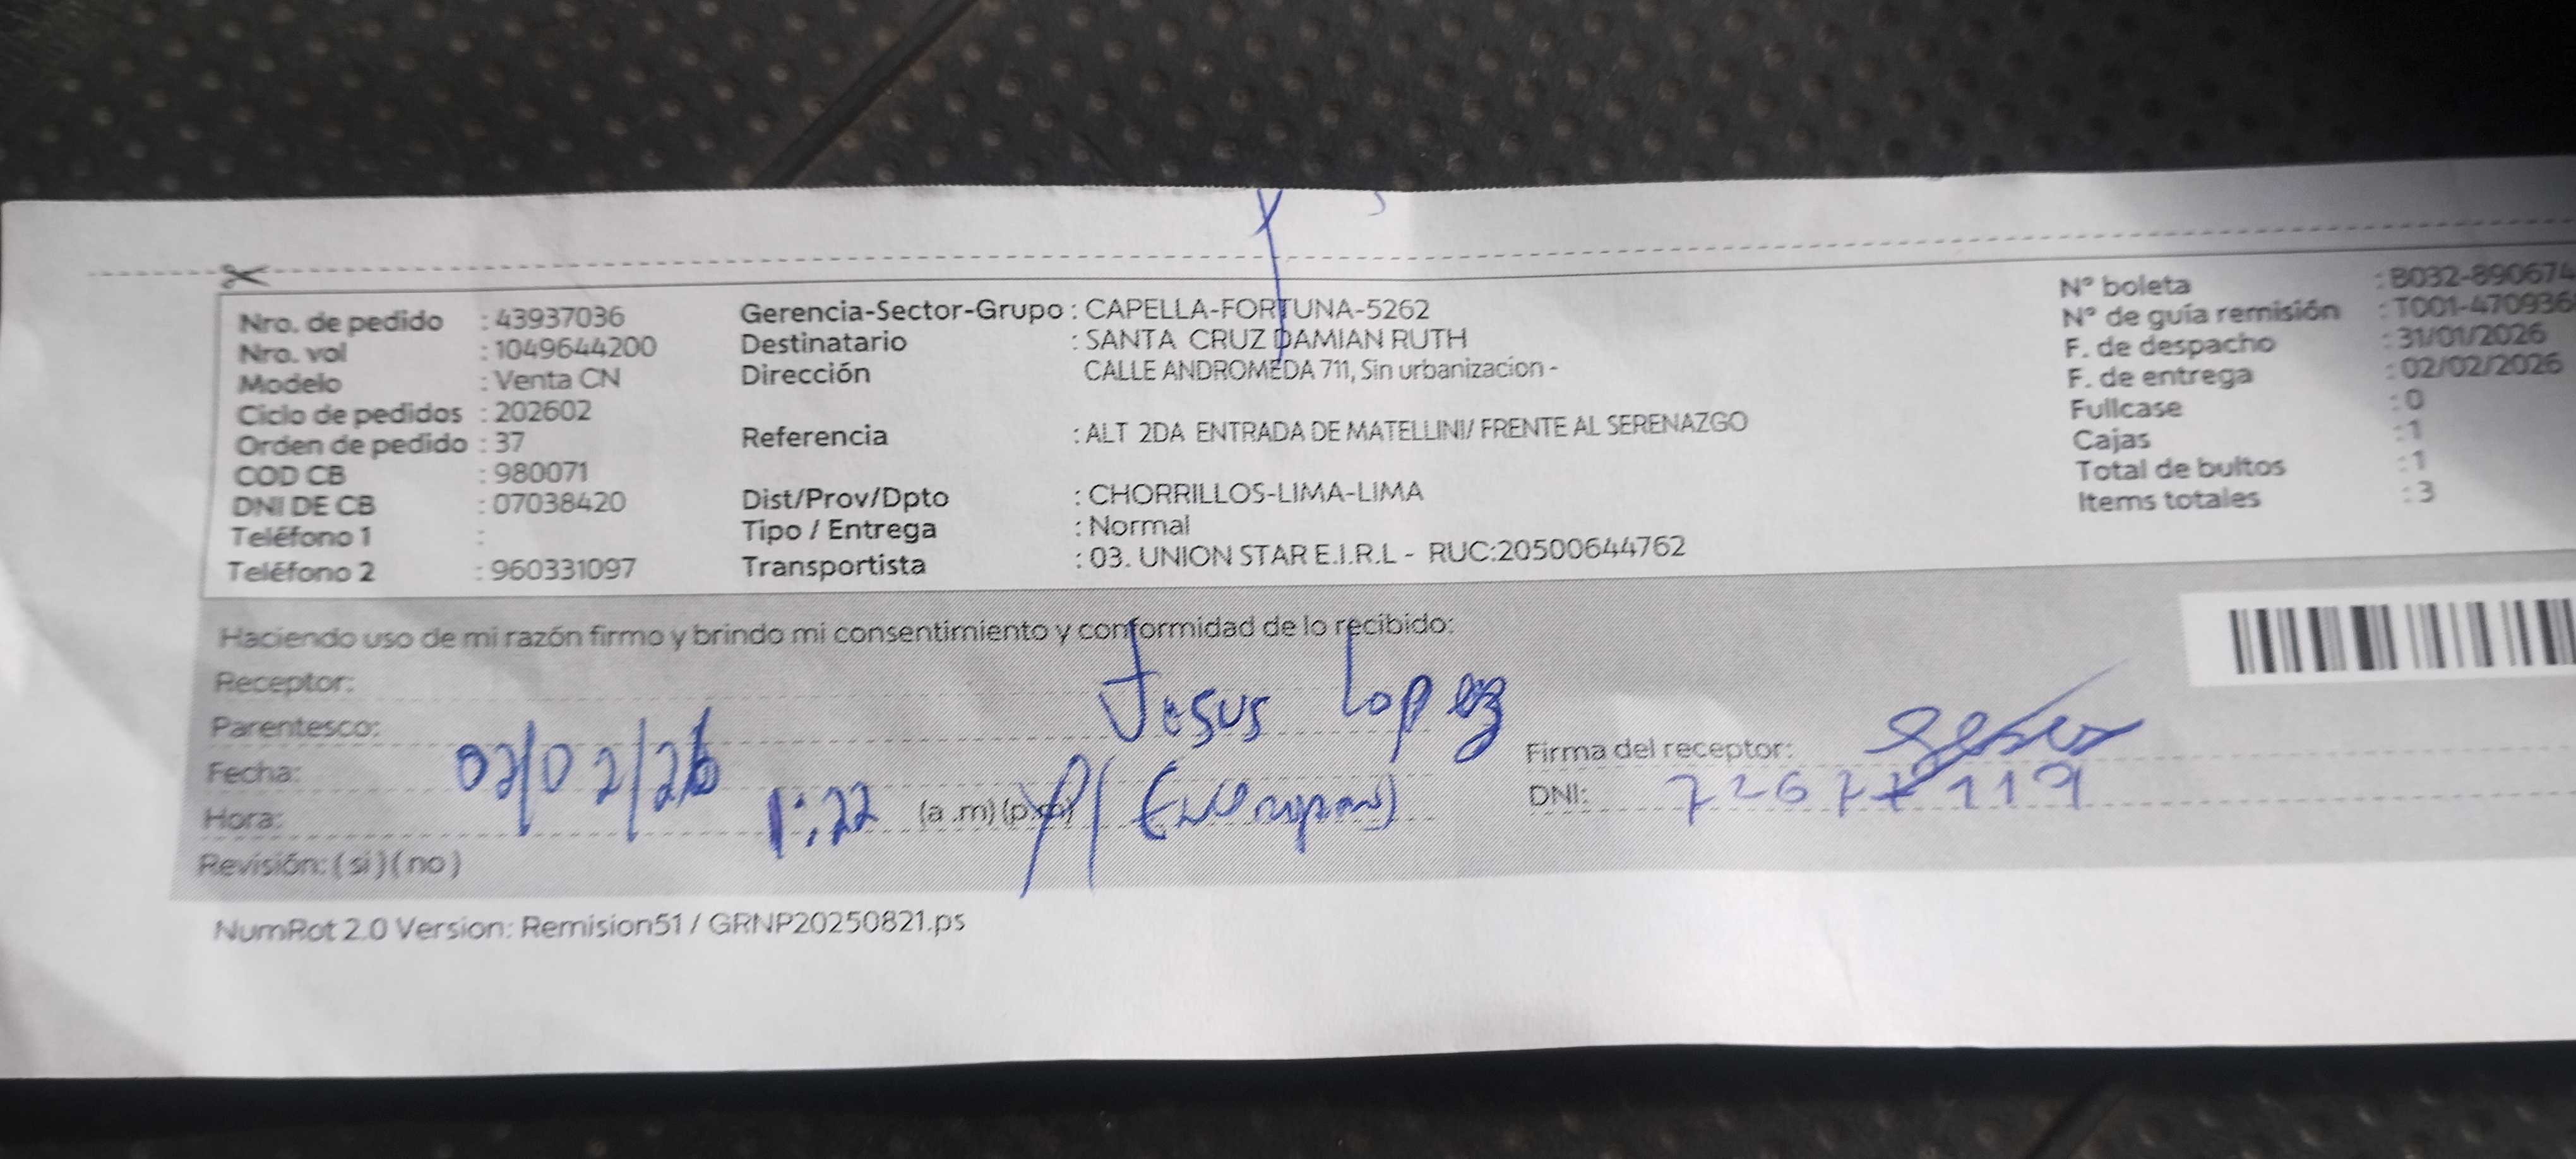 Nro. de pedido : 43937036
Nro. vol : 1049644200
Modelo : Venta CN
Ciclo de pedidos : 202602
Orden de pedido : 37
COD CB : 980071
DNI DE CB : 07038420
Teléfono 1 :
Teléfono 2 : 960331097
Gerencia-Sector-Grupo : CAPELLA-FORTUNA-5262
Destinatario : SANTA CRUZ DAMIAN RUTH
Dirección CALLE ANDROMEDA 711, Sin urbanizacion -
Referencia : ALT 2DA ENTRADA DE MATELLINI/ FRENTE AL SERENAZGO
Dist/Prov/Dpto : CHORRILLOS-LIMA-LIMA
Tipo / Entrega : Normal
Transportista : 03. UNION STAR E.I.R.L - RUC:20500644762
N° boleta : B032-890674
N° de guía remisión : T001-470936
F. de despacho : 31/01/2026
F. de entrega : 02/02/2026
Fullcase : 0
Cajas : 1
Total de bultos : 1
Items totales : 3
Haciendo uso de mi razón firmo y brindo mi consentimiento y conformidad de lo recibido:
Receptor: Jesus Lopez
Parentesco:
Fecha: 02/02/26
Hora: 1:22 (a .m) (p.m)
Revisión: ( si ) ( no )
Firma del receptor:
DNI:
NumRot 2.0 Version: Remision51 / GRNP20250821.ps